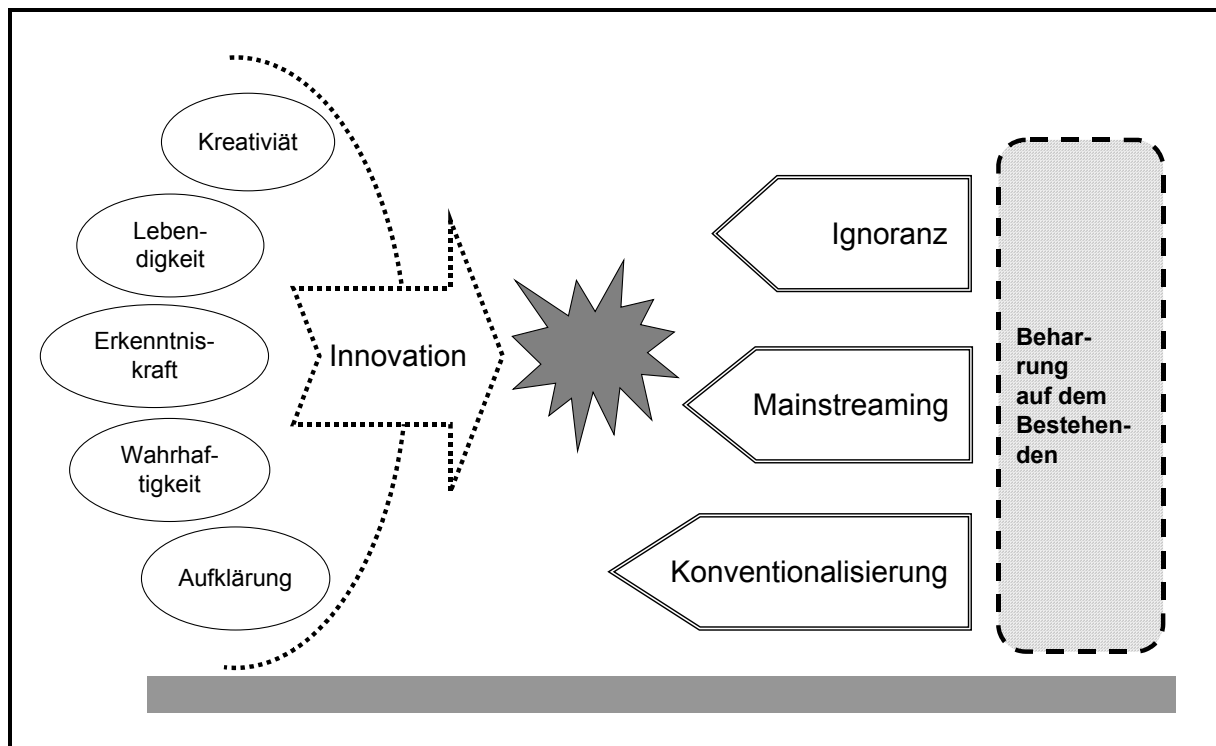 Kreativiät
Leben-
digkeit
Erkenntnis-
kraft
Wahrhaf-
tigkeit
Aufklärung
Innovation
Ignoranz
Mainstreaming
Konventionalisierung
Behar-
rung
auf dem
Bestehen-
den